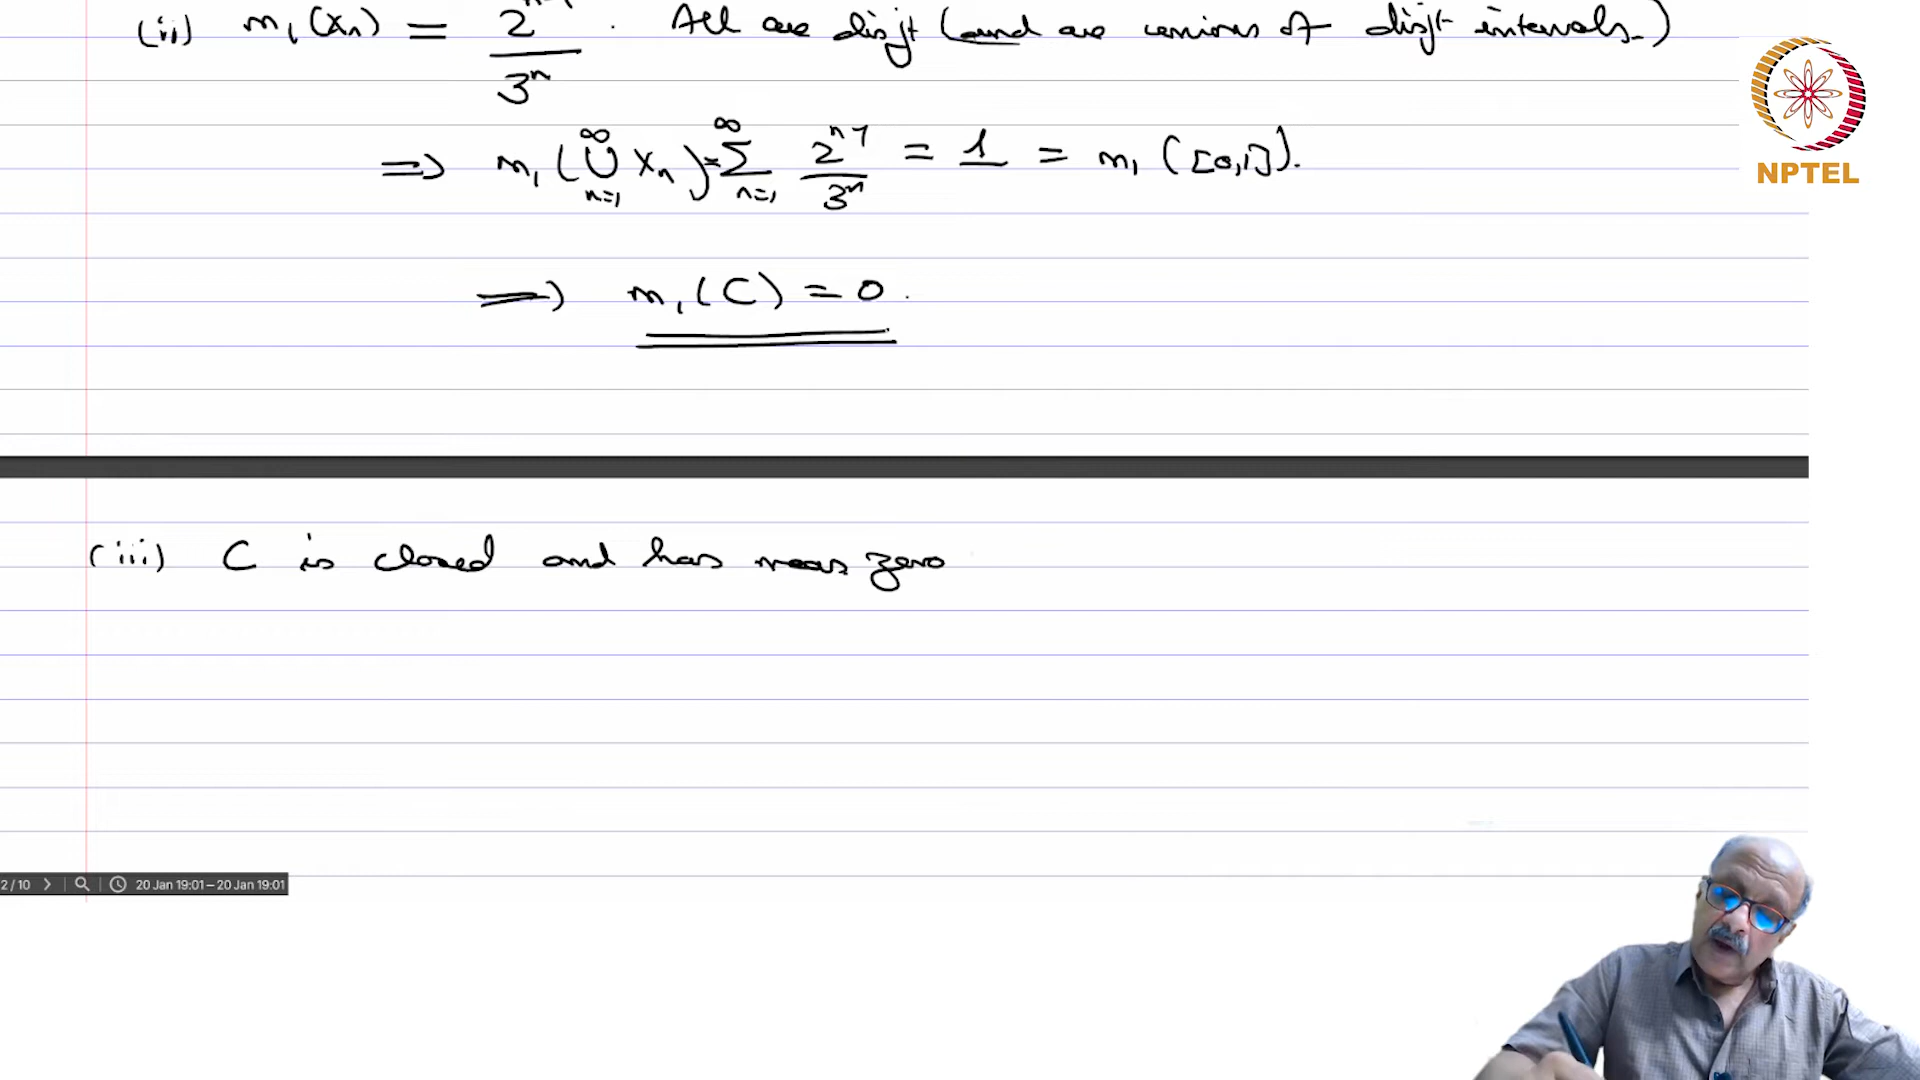 (ii) m₁(Xₙ) = 2ⁿ⁻¹/3ⁿ . All are disjt (and are unions of disjt intervals.)
⟹ m₁(∪_{n=1}^{∞} Xₙ) = Σ_{n=1}^{∞} 2ⁿ⁻¹/3ⁿ = 1 = m₁([0,1]).
NPTEL
⟹ m₁(C) = 0.
(iii) C is closed and has meas zero
2/10 20 Jan 19:01 – 20 Jan 19:01